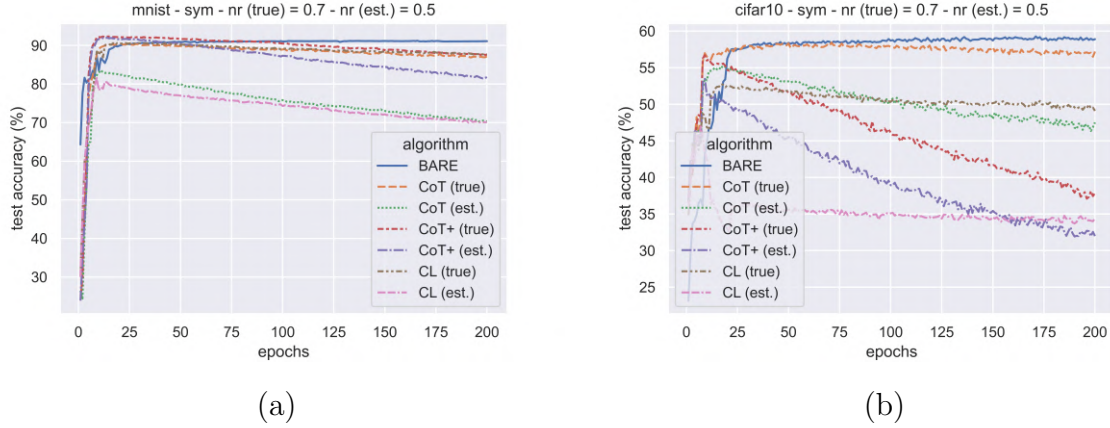 mnist - sym - nr (true) = 0.7 - nr (est.) = 0.5
test accuracy (%)
90
80
70
60
50
40
30
algorithm
BARE
CoT (true)
CoT (est.)
CoT+ (true)
CoT+ (est.)
CL (true)
CL (est.)
0 25 50 75 100 125 150 175 200
epochs
(a)
cifar10 - sym - nr (true) = 0.7 - nr (est.) = 0.5
test accuracy (%)
60
55
50
45
40
35
30
25
algorithm
BARE
CoT (true)
CoT (est.)
CoT+ (true)
CoT+ (est.)
CL (true)
CL (est.)
0 25 50 75 100 125 150 175 200
epochs
(b)